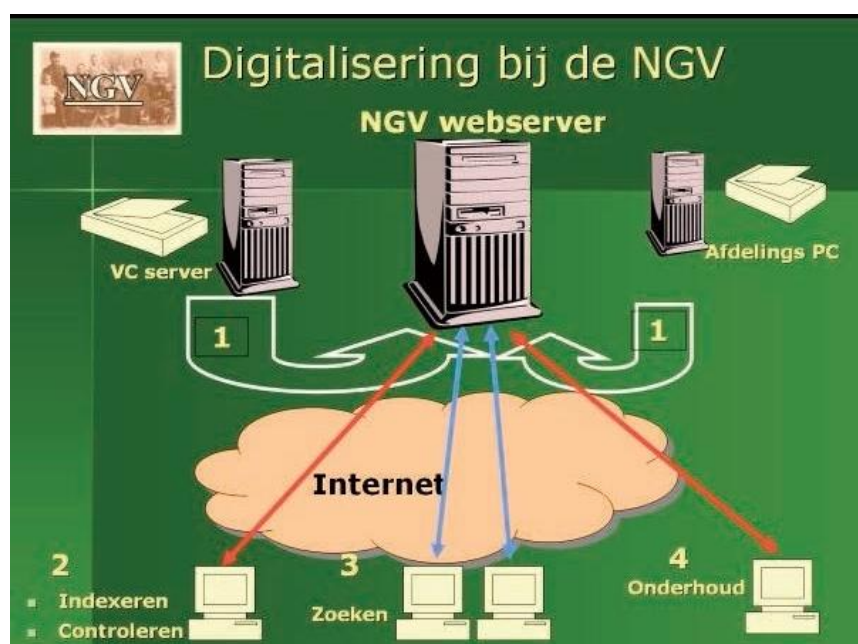 NGV
Digitalisering bij de NGV
NGV webserver
VC server
Afdelings PC
1
1
Internet
2
Indexeren
Controleren
3
Zoeken
4
Onderhoud